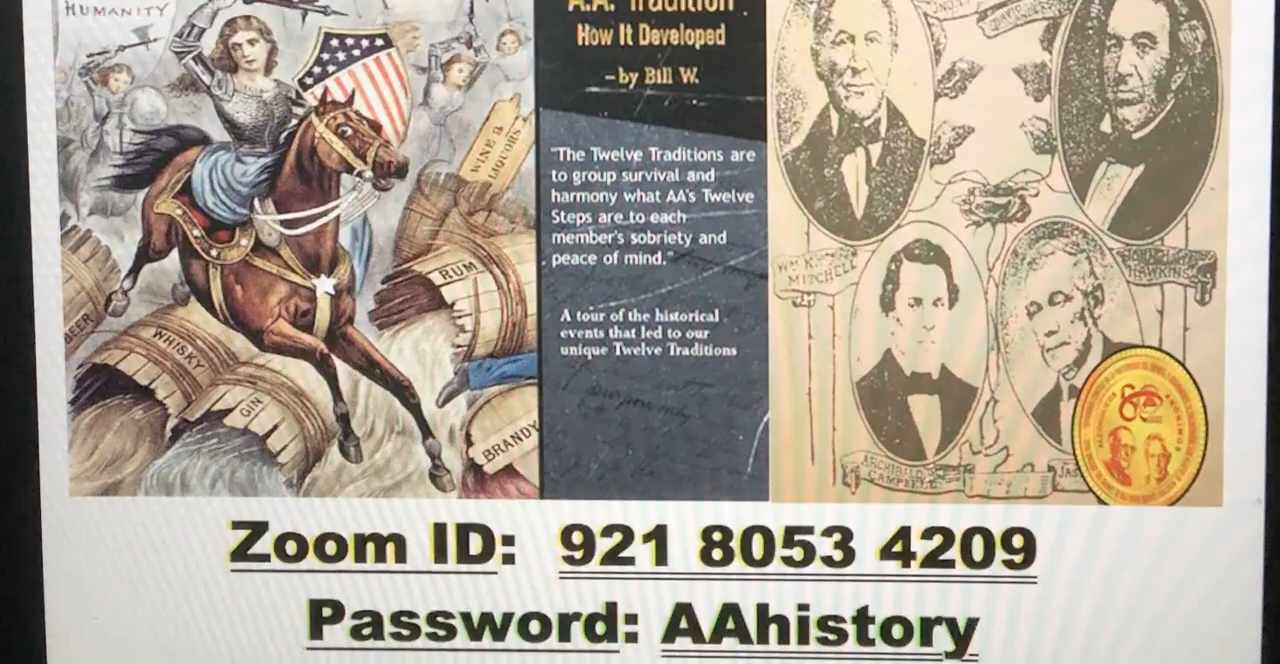 HUMANITY
WINE &
LIQUORS
RUM
BEER
WHISKY
GIN
BRANDY
A.A. Tradition
How It Developed
– by Bill W.
"The Twelve Traditions are
to group survival and
harmony what AA's Twelve
Steps are to each
member's sobriety and
peace of mind."
A tour of the historical
events that led to our
unique Twelve Traditions
MITCHELL
HAWKINS
ARCHIBALD
CAMPBELL
JAS
Zoom ID: 921 8053 4209
Password: AAhistory